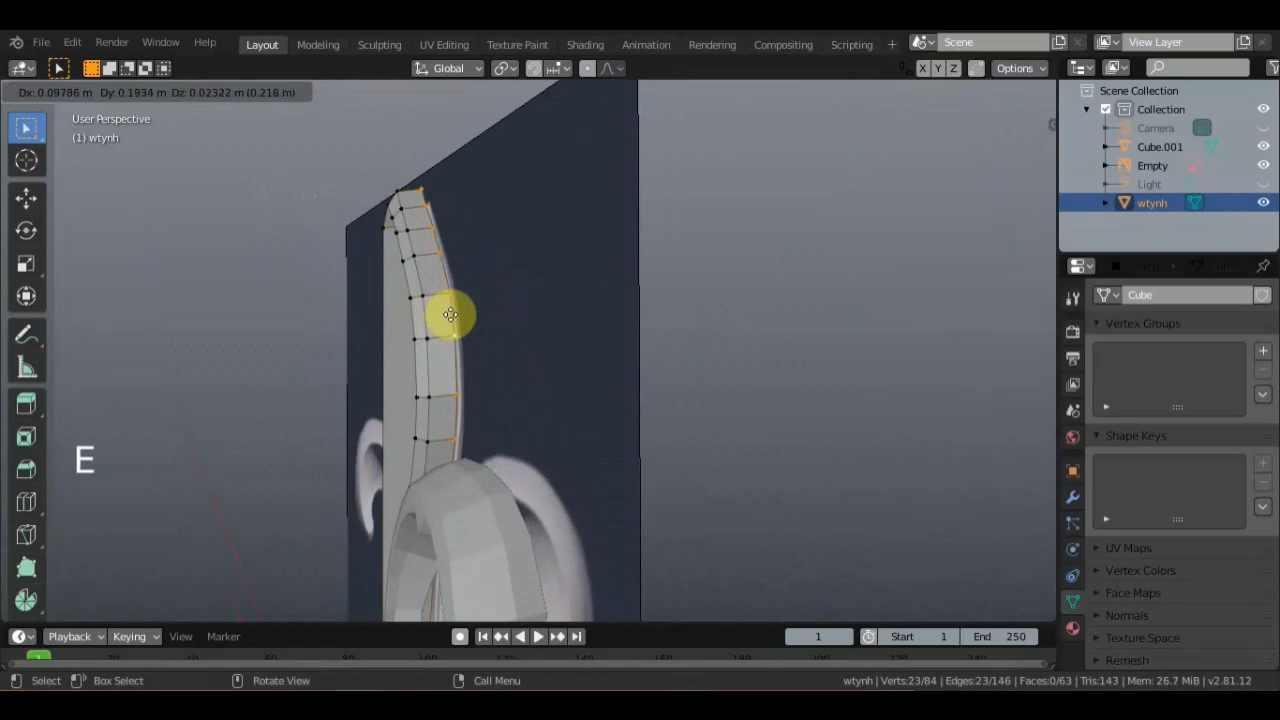 File Edit Render Window Help Layout Modeling Sculpting UV Editing Texture Paint Shading Animation Rendering Compositing Scripting + Scene View Layer
Global X Y Z Options
Dx: 0.09786 m Dy: 0.1934 m Dz: 0.02322 m (0.218 m)
User Perspective
(1) wtynh
E
Scene Collection
Collection
Camera
Cube.001
Empty
Light
wtynh
Cube
Vertex Groups
Shape Keys
UV Maps
Vertex Colors
Face Maps
Normals
Texture Space
Remesh
Playback Keying View Marker 1 Start 1 End 250
Select Box Select Rotate View Call Menu wtynh | Verts:23/84 | Edges:23/146 | Faces:0/63 | Tris:143 | Mem: 26.7 MiB | v2.81.12